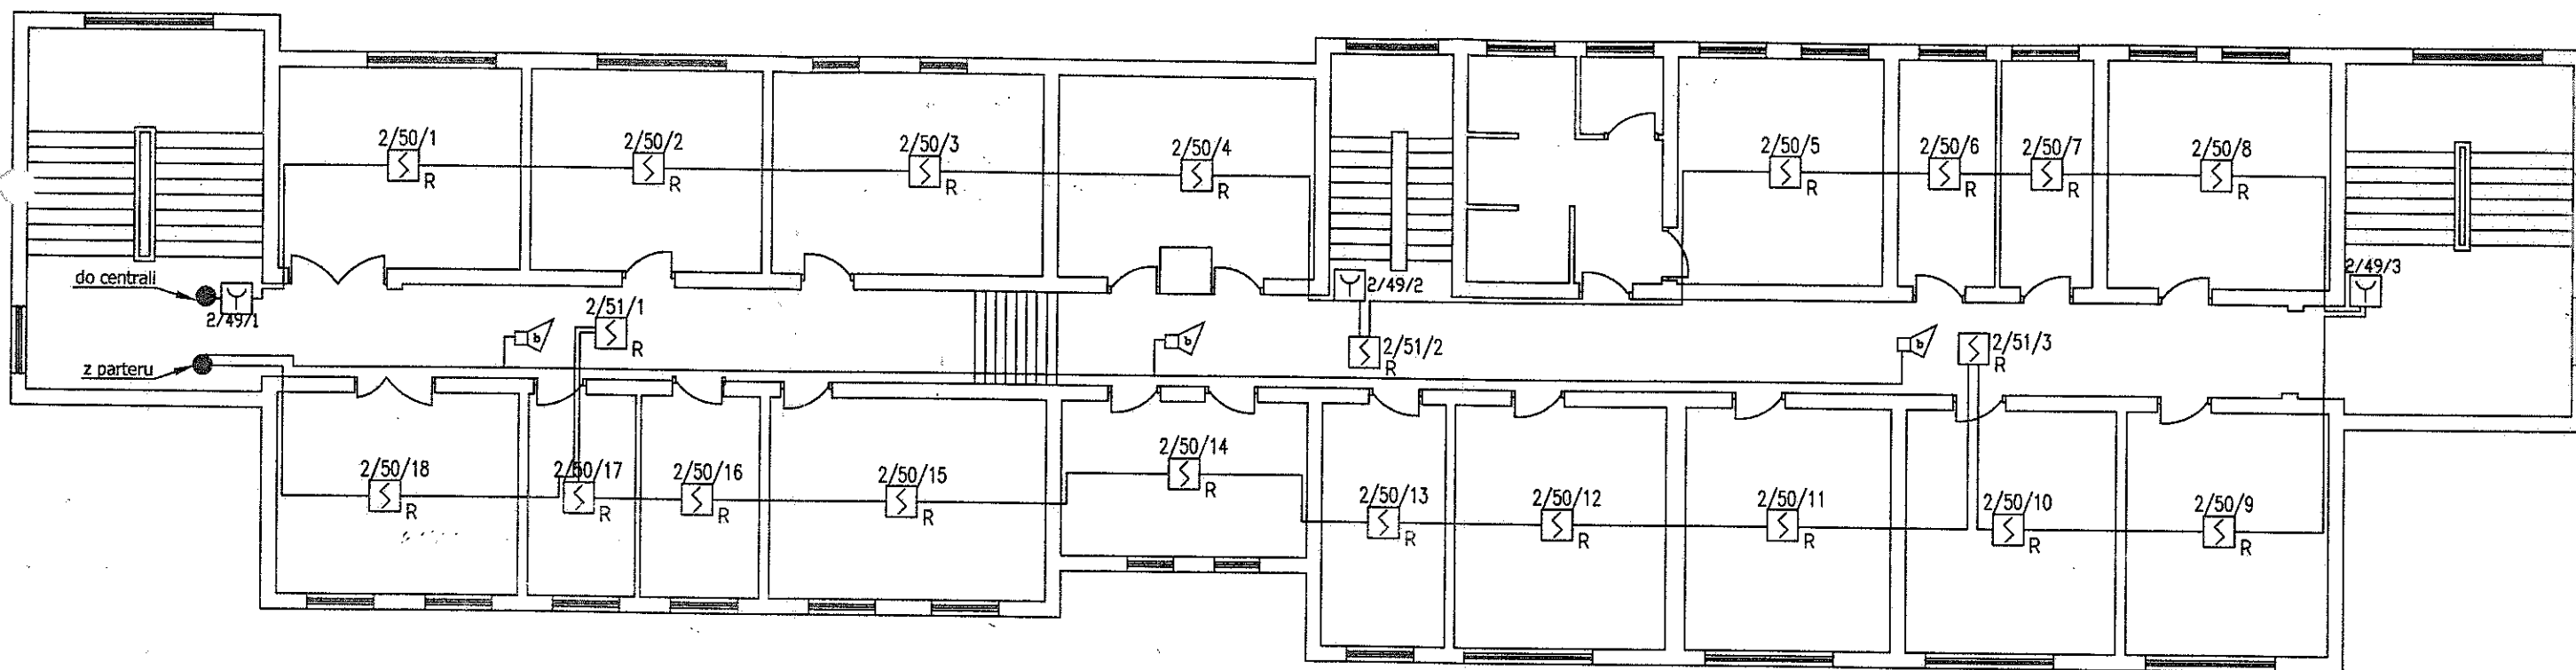 2/50/1
R
2/50/2
R
2/50/3
R
2/50/4
R
2/50/5
R
2/50/6
R
2/50/7
R
2/50/8
R
do centrali
2/49/1
2/51/1
R
b
2/49/2
b
2/51/2
R
b
2/51/3
R
2/49/3
z parteru
2/50/18
R
2/50/17
R
2/50/16
R
2/50/15
R
2/50/14
R
2/50/13
R
2/50/12
R
2/50/11
R
2/50/10
R
2/50/9
R